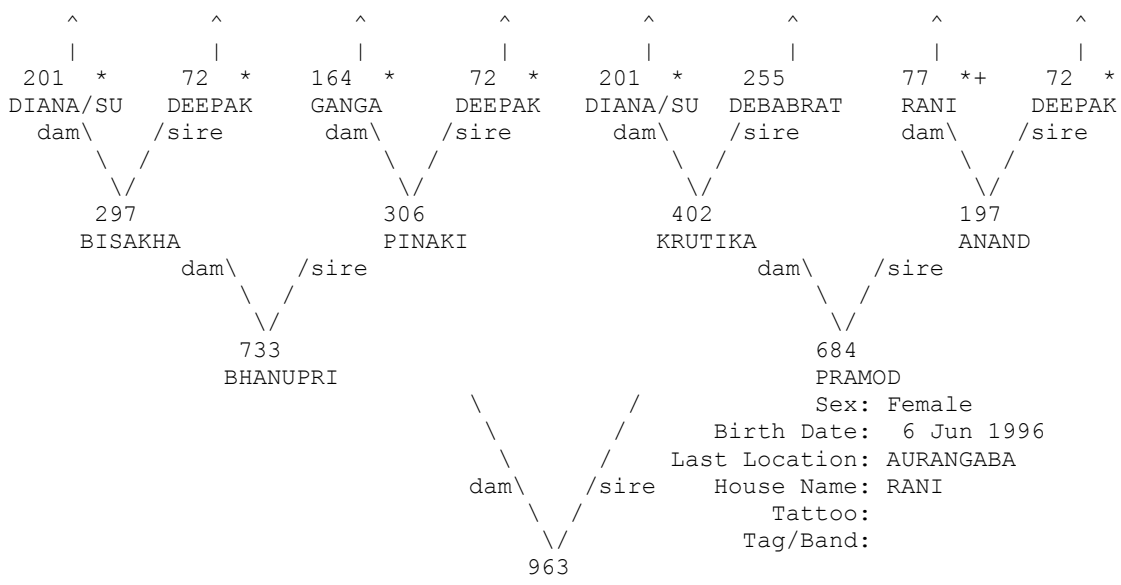 ^ ^ ^ ^ ^ ^ ^ ^
| | | | | | | |
201 * 72 * 164 * 72 * 201 * 255 77 *+ 72 *
DIANA/SU DEEPAK GANGA DEEPAK DIANA/SU DEBABRAT RANI DEEPAK
dam\ /sire dam\ /sire dam\ /sire dam\ /sire
\ / \ / \ / \ /
\/ \/ \/ \/
297 306 402 197
BISAKHA PINAKI KRUTIKA ANAND
dam\ /sire dam\ /sire
\ / \ /
\/ \/
733 684
BHANUPRI PRAMOD
\ / Sex: Female
\ / Birth Date: 6 Jun 1996
\ / Last Location: AURANGABA
dam\ /sire House Name: RANI
\ / Tattoo:
\/ Tag/Band:
963